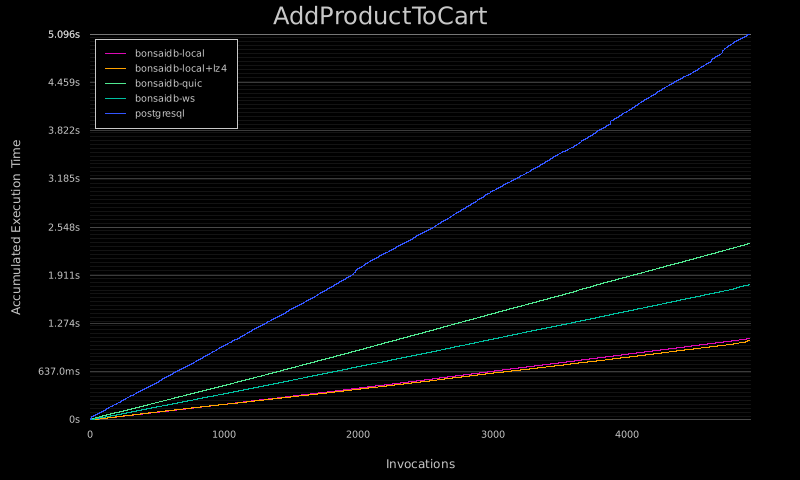 AddProductToCart
5.096s
4.459s
3.822s
3.185s
2.548s
1.911s
1.274s
637.0ms
0s
Accumulated Execution Time
bonsaidb-local
bonsaidb-local+lz4
bonsaidb-quic
bonsaidb-ws
postgresql
0 1000 2000 3000 4000
Invocations